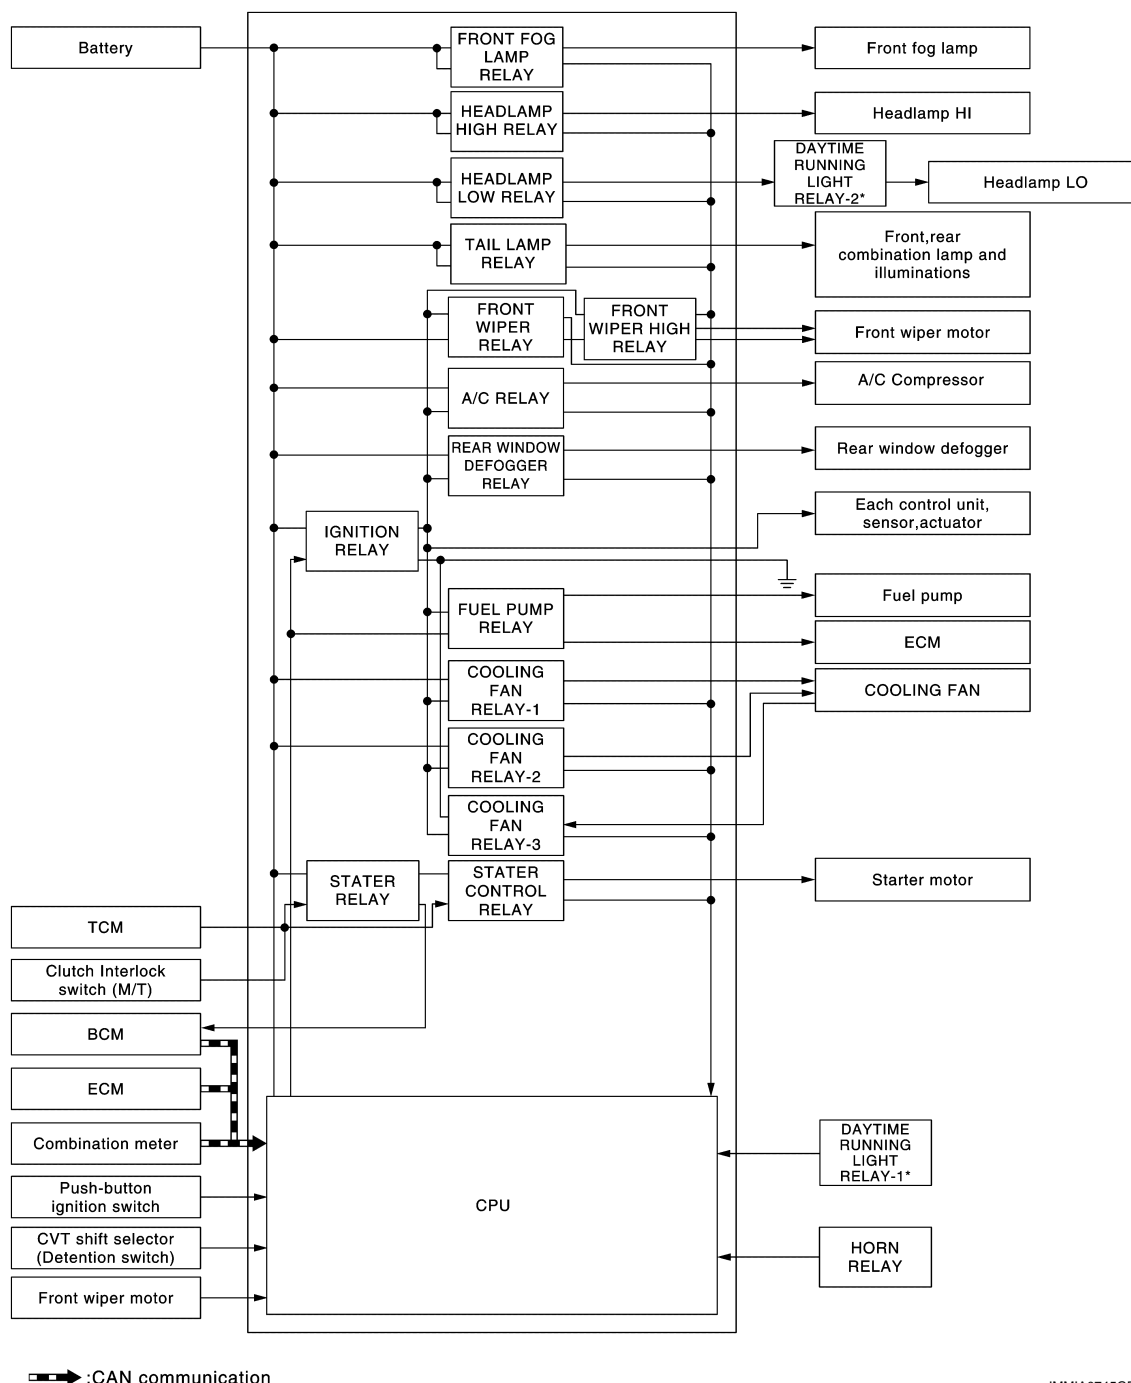 Battery
FRONT FOG
LAMP
RELAY
Front fog lamp
HEADLAMP
HIGH RELAY
Headlamp HI
HEADLAMP
LOW RELAY
DAYTIME
RUNNING
LIGHT
RELAY-2*
Headlamp LO
TAIL LAMP
RELAY
Front,rear
combination lamp and
illuminations
FRONT
WIPER
RELAY
FRONT
WIPER HIGH
RELAY
Front wiper motor
A/C RELAY
A/C Compressor
REAR WINDOW
DEFOGGER
RELAY
Rear window defogger
IGNITION
RELAY
Each control unit,
sensor,actuator
FUEL PUMP
RELAY
Fuel pump
ECM
COOLING
FAN
RELAY-1
COOLING FAN
COOLING
FAN
RELAY-2
COOLING
FAN
RELAY-3
STATER
RELAY
STATER
CONTROL
RELAY
Starter motor
TCM
Clutch Interlock
switch (M/T)
BCM
ECM
Combination meter
Push-button
ignition switch
CVT shift selector
(Detention switch)
Front wiper motor
CPU
DAYTIME
RUNNING
LIGHT
RELAY-1*
HORN
RELAY
:CAN communication